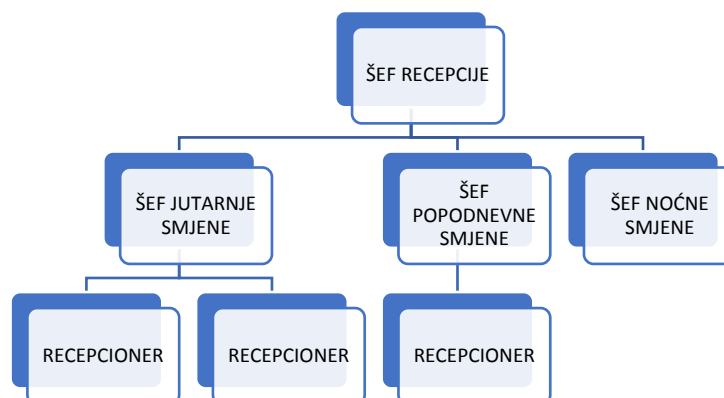 ŠEF RECEPCIJE
ŠEF JUTARNJE
SMJENE
ŠEF
POPODNEVNE
SMJENE
ŠEF NOĆNE
SMJENE
RECEPCIONER
RECEPCIONER
RECEPCIONER